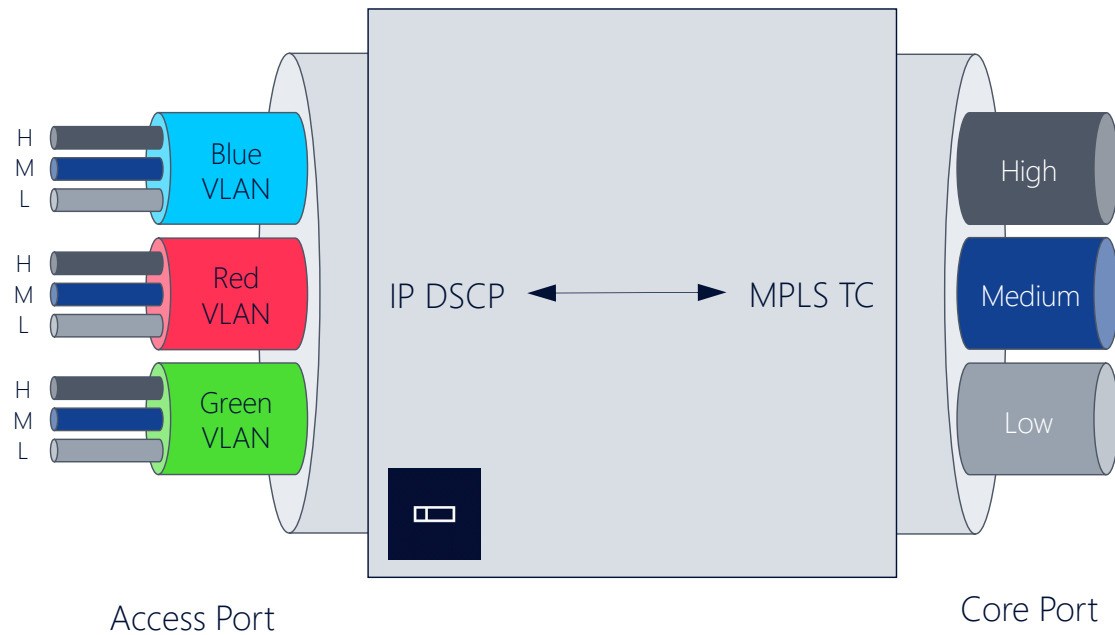 H
M
L
Blue
VLAN
H
M
L
Red
VLAN
H
M
L
Green
VLAN
IP DSCP
MPLS TC
High
Medium
Low
Access Port
Core Port